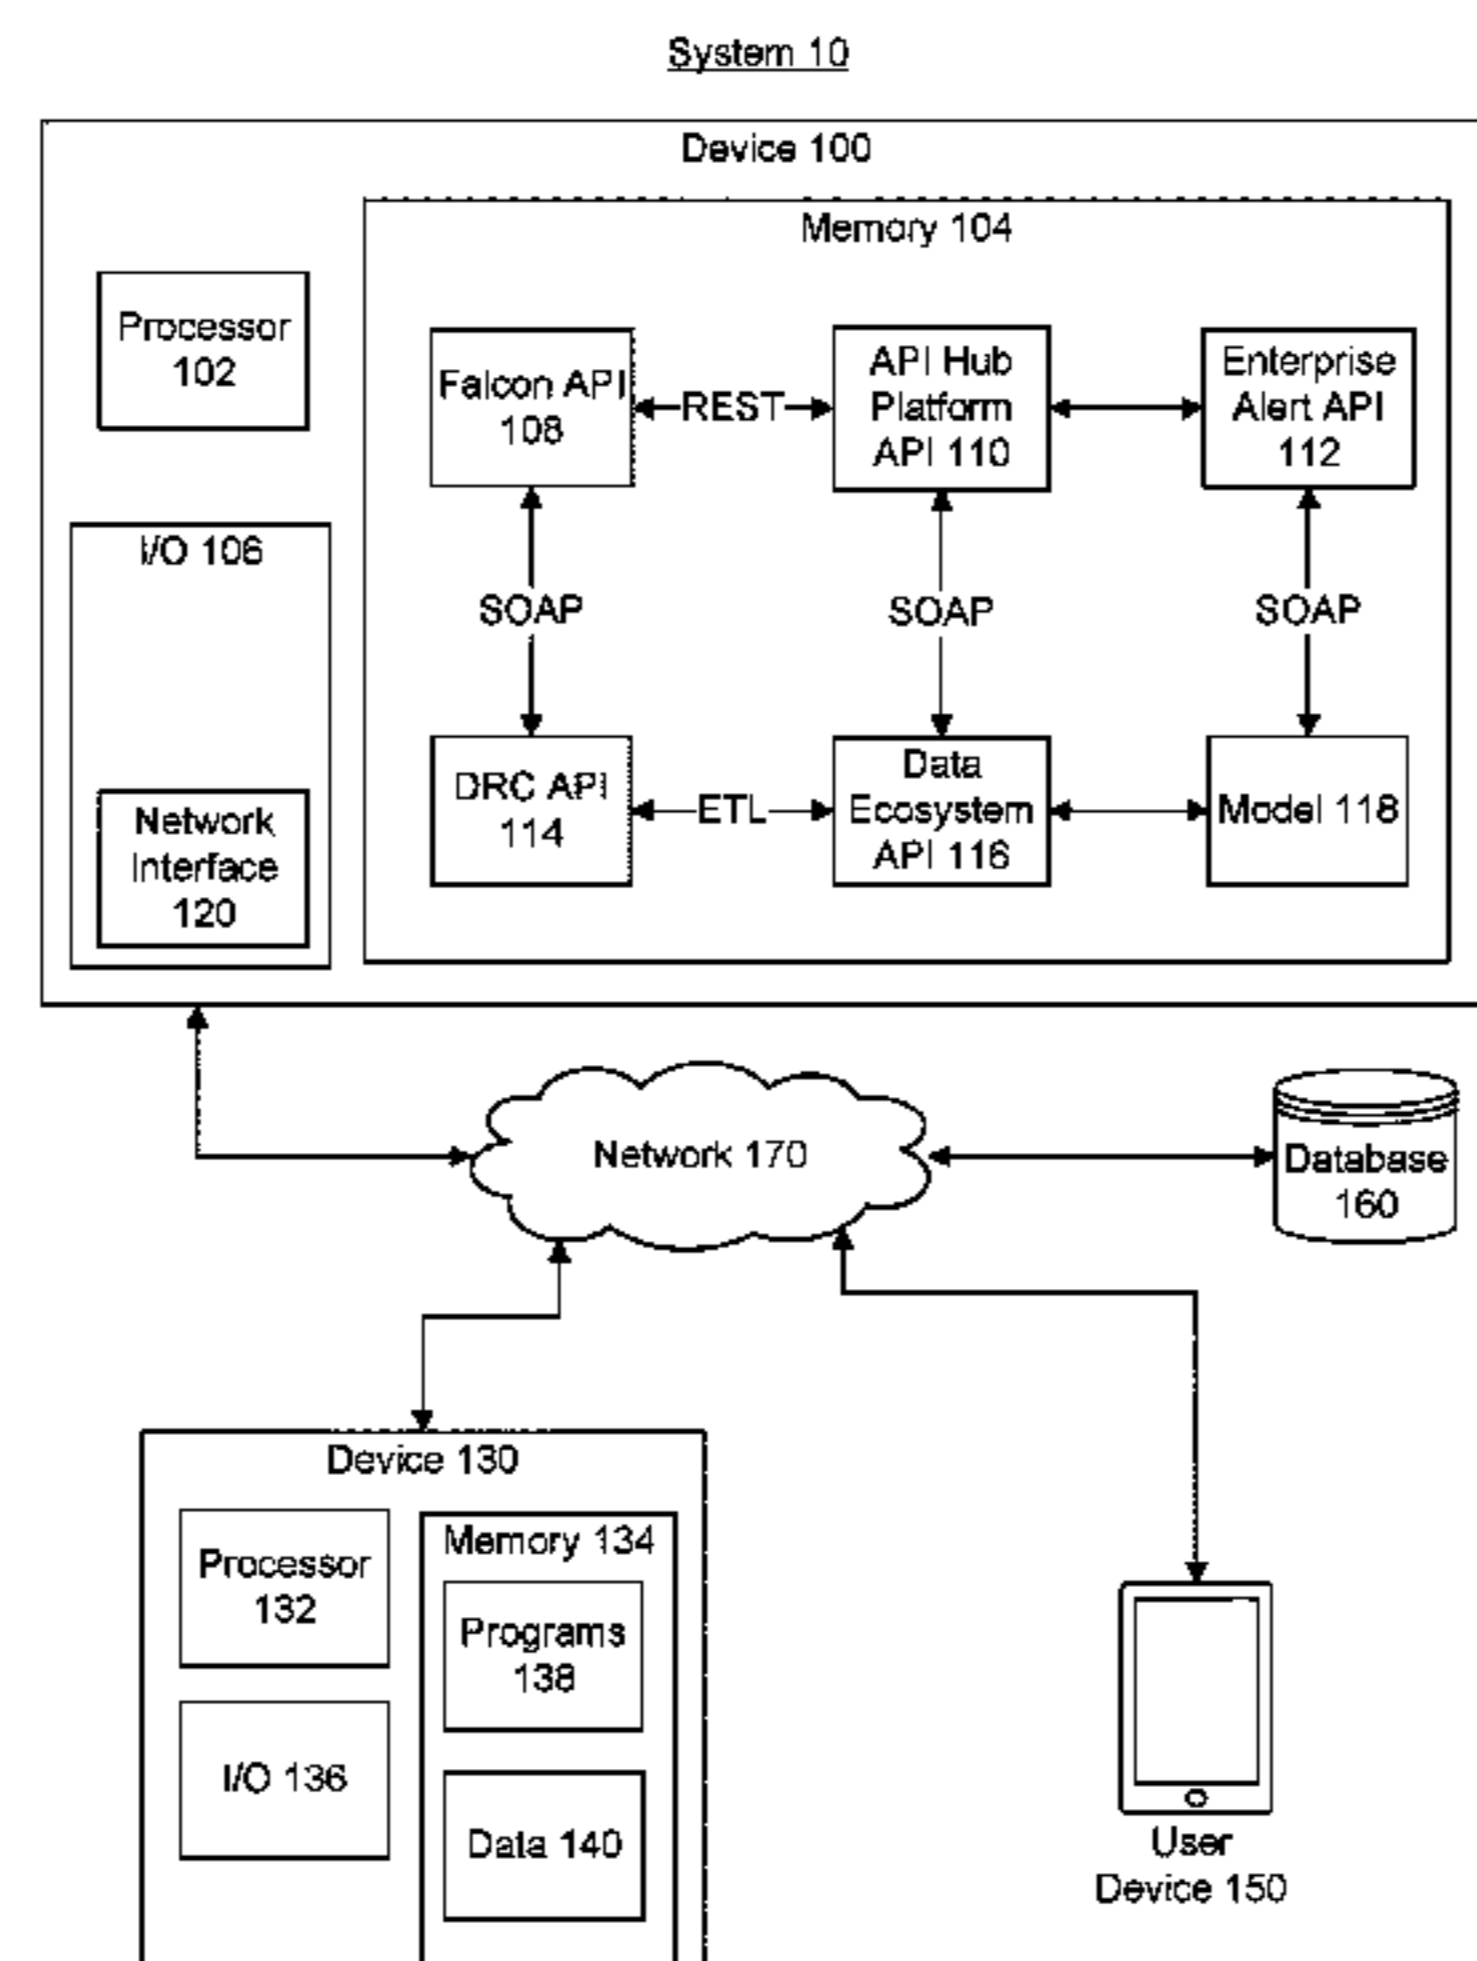 System 10
Device 100
Memory 104
Processor
102
Falcon API
108
REST
API Hub
Platform
API 110
Enterprise
Alert API
112
I/O 106
SOAP
SOAP
SOAP
Network
Interface
120
DRC API
114
ETL
Data
Ecosystem
API 116
Model 118
Network 170
Database
160
Device 130
Processor
132
Memory 134
Programs
138
I/O 136
Data 140
User
Device 150